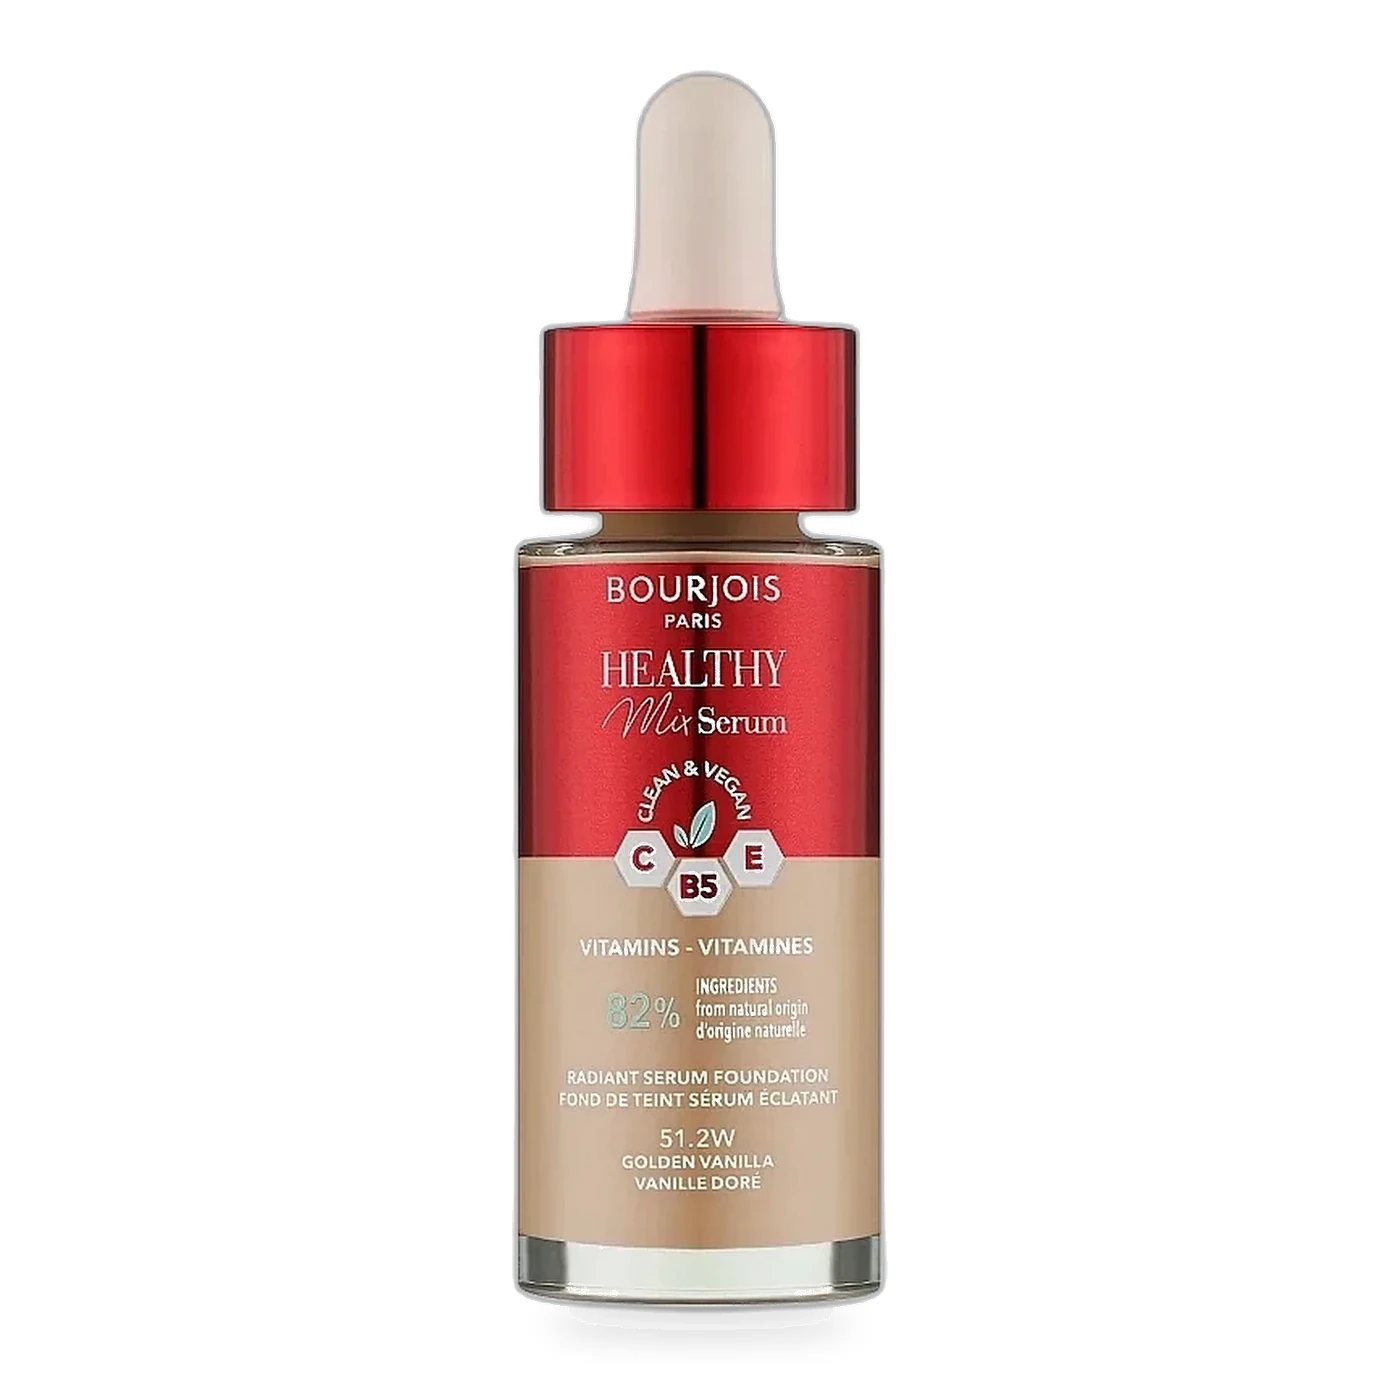 BOURJOIS
PARIS
HEALTHY
Mix Serum
CLEAN & VEGAN
C
B5
E
VITAMINS - VITAMINES
82%
INGREDIENTS
from natural origin
d'origine naturelle
RADIANT SERUM FOUNDATION
FOND DE TEINT SÉRUM ÉCLATANT
51.2W
GOLDEN VANILLA
VANILLE DORÉ